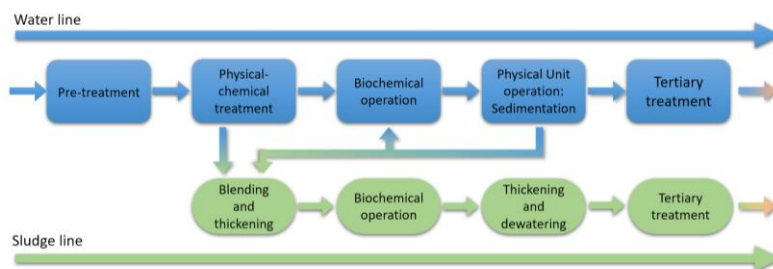 Water line
Pre-treatment
Physical-
chemical
treatment
Biochemical
operation
Physical Unit
operation:
Sedimentation
Tertiary
treatment
Blending
and
thickening
Biochemical
operation
Thickening
and
dewatering
Tertiary
treatment
Sludge line